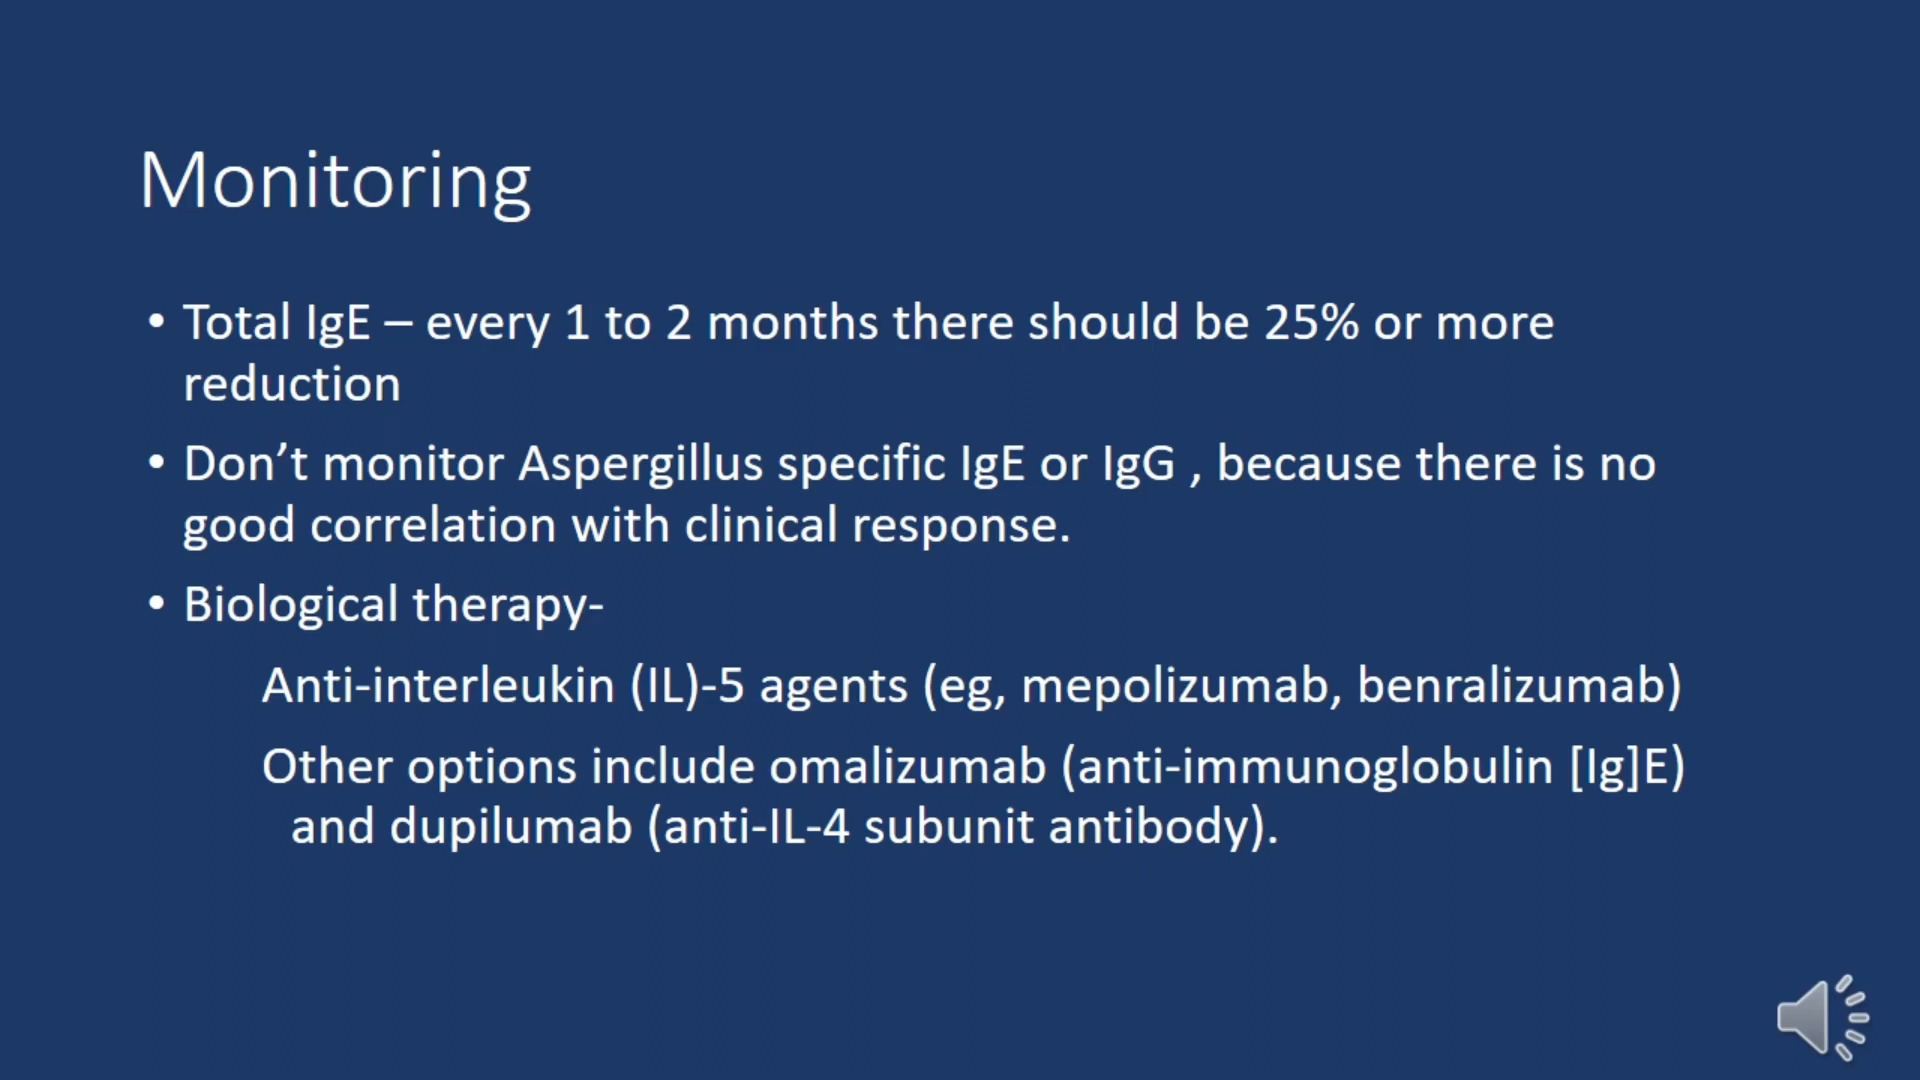 Monitoring
• Total IgE – every 1 to 2 months there should be 25% or more
reduction
• Don’t monitor Aspergillus specific IgE or IgG , because there is no
good correlation with clinical response.
• Biological therapy-
Anti-interleukin (IL)-5 agents (eg, mepolizumab, benralizumab)
Other options include omalizumab (anti-immunoglobulin [Ig]E)
and dupilumab (anti-IL-4 subunit antibody).